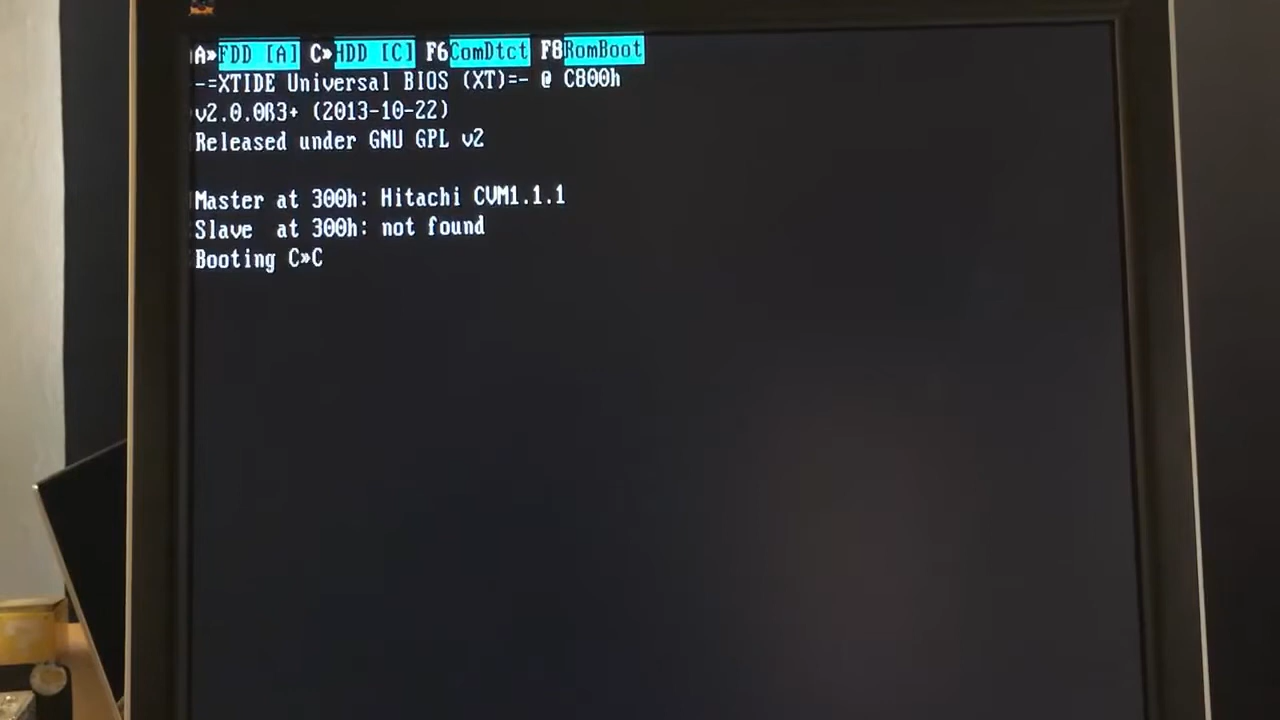 A»FDD [A] C»HDD [C] F6ComDtct F8RomBoot
-=XTIDE Universal BIOS (XT)=- @ C800h
v2.0.0ß3+ (2013-10-22)
Released under GNU GPL v2
Master at 300h: Hitachi CVM1.1.1
Slave  at 300h: not found
Booting C»C